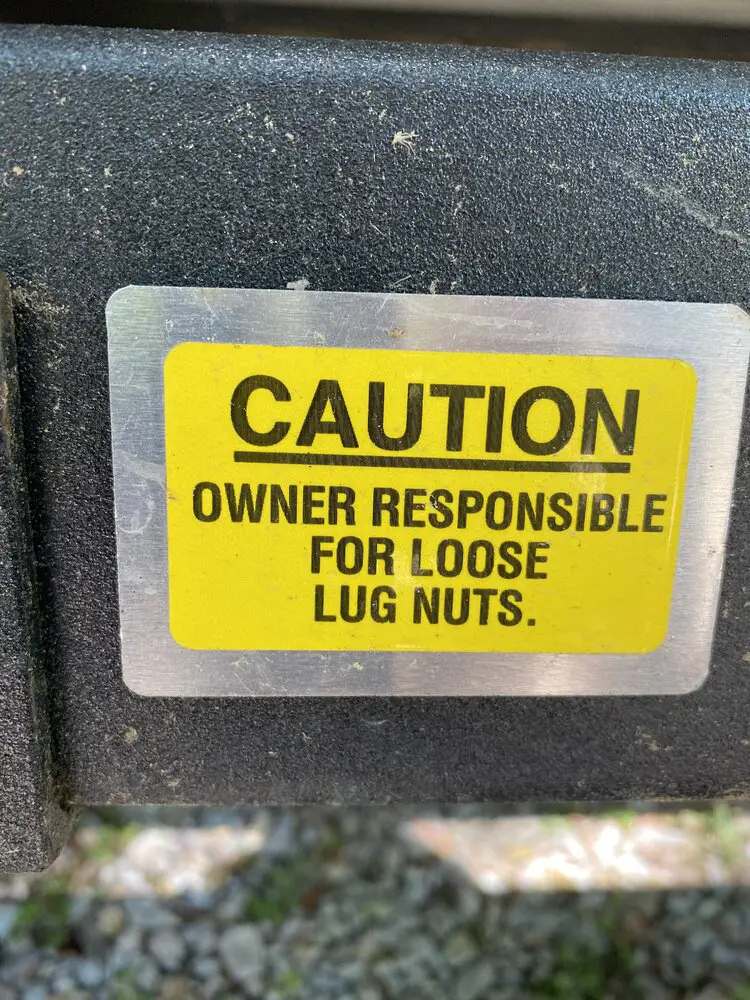 CAUTION
OWNER RESPONSIBLE
FOR LOOSE
LUG NUTS.